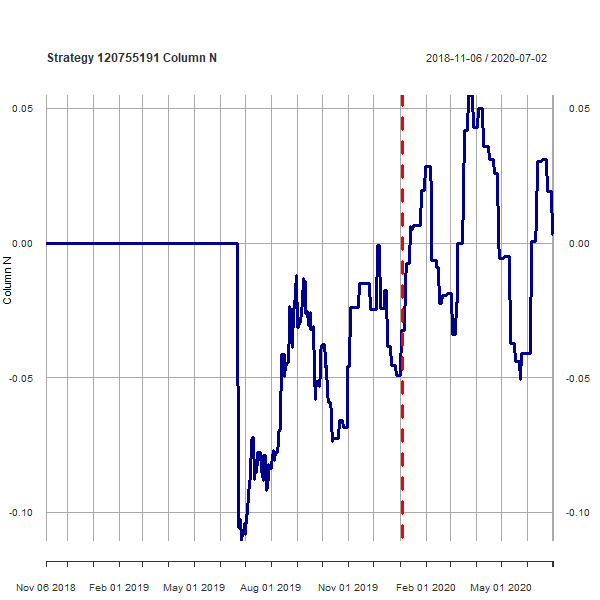 Strategy 120755191 Column N
2018-11-06 / 2020-07-02
0.05
0.05
0.00
0.00
Column N
-0.05
-0.05
-0.10
-0.10
Nov 06 2018
Feb 01 2019
May 01 2019
Aug 01 2019
Nov 01 2019
Feb 01 2020
May 01 2020